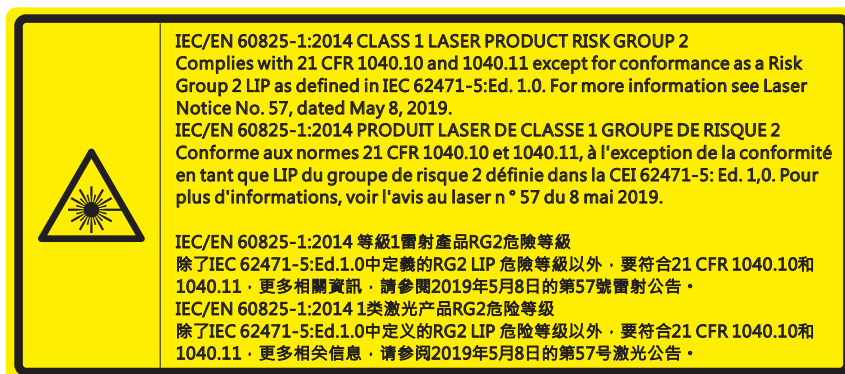 IEC/EN 60825-1:2014 CLASS 1 LASER PRODUCT RISK GROUP 2
Complies with 21 CFR 1040.10 and 1040.11 except for conformance as a Risk
Group 2 LIP as defined in IEC 62471-5:Ed. 1.0. For more information see Laser
Notice No. 57, dated May 8, 2019.
IEC/EN 60825-1:2014 PRODUIT LASER DE CLASSE 1 GROUPE DE RISQUE 2
Conforme aux normes 21 CFR 1040.10 et 1040.11, à l'exception de la conformité
en tant que LIP du groupe de risque 2 définie dans la CEI 62471-5: Ed. 1,0. Pour
plus d'informations, voir l'avis au laser n ° 57 du 8 mai 2019.
IEC/EN 60825-1:2014 等級1雷射產品RG2危險等級
除了IEC 62471-5:Ed.1.0中定義的RG2 LIP 危險等級以外，要符合21 CFR 1040.10和
1040.11，更多相關資訊，請參閱2019年5月8日的第57號雷射公告。
IEC/EN 60825-1:2014 1类激光产品RG2危险等级
除了IEC 62471-5:Ed.1.0中定义的RG2 LIP 危险等级以外，要符合21 CFR 1040.10和
1040.11，更多相关信息，请参阅2019年5月8日的第57号激光公告。